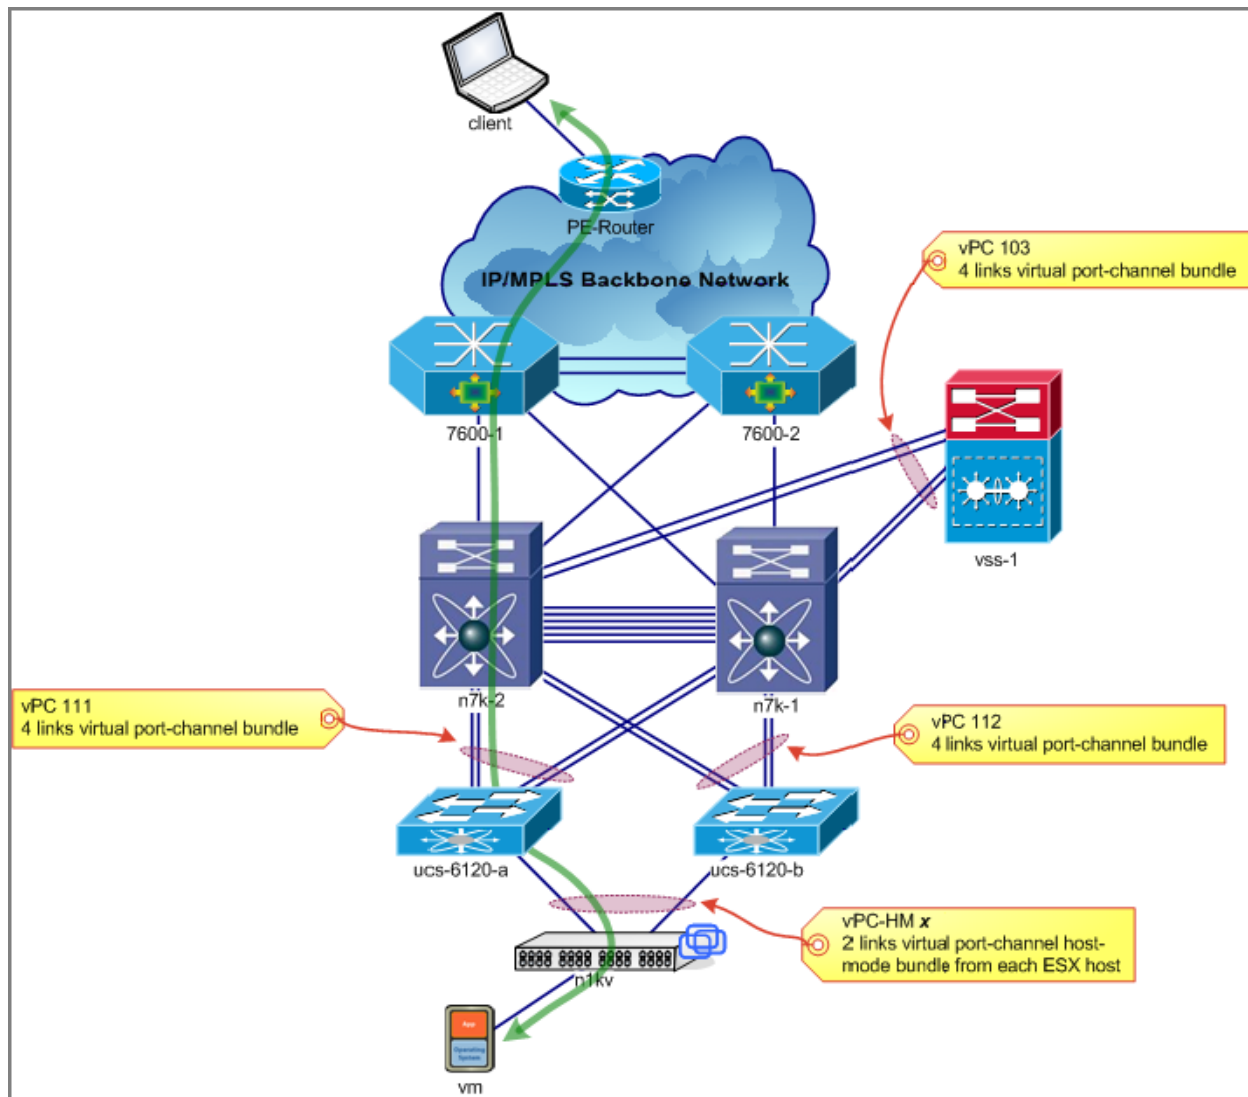 client
PE-Router
IP/MPLS Backbone Network
vPC 103
4 links virtual port-channel bundle
7600-1
7600-2
vss-1
n7k-2
n7k-1
vPC 111
4 links virtual port-channel bundle
vPC 112
4 links virtual port-channel bundle
ucs-6120-a
ucs-6120-b
vPC-HM x
2 links virtual port-channel host-
mode bundle from each ESX host
n1kv
App
Operating
System
vm